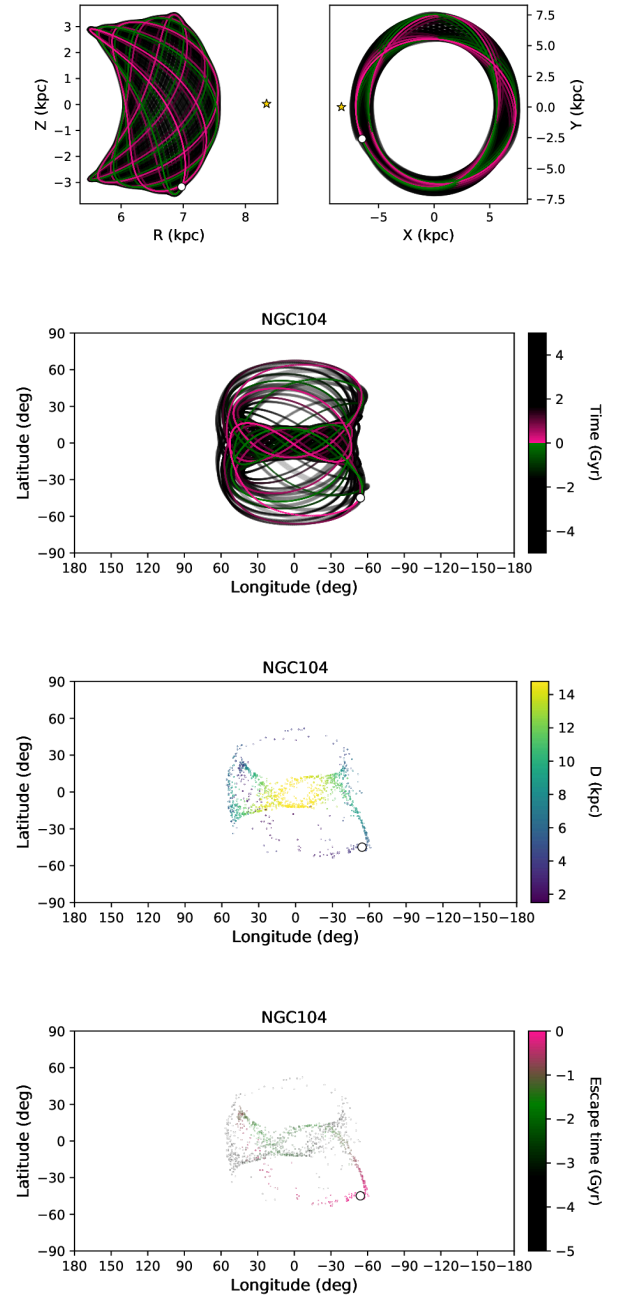 3
2
1
0
−1
−2
−3
Z (kpc)
6 7 8
R (kpc)
7.5
5.0
2.5
0.0
−2.5
−5.0
−7.5
Y (kpc)
−5 0 5
X (kpc)
NGC104
90
60
30
0
−30
−60
−90
Latitude (deg)
180 150 120 90 60 30 0 −30 −60 −90 −120−150−180
Longitude (deg)
4
2
0
−2
−4
Time (Gyr)
NGC104
90
60
30
0
−30
−60
−90
Latitude (deg)
180 150 120 90 60 30 0 −30 −60 −90 −120−150−180
Longitude (deg)
14
12
10
8
6
4
2
D (kpc)
NGC104
90
60
30
0
−30
−60
−90
Latitude (deg)
180 150 120 90 60 30 0 −30 −60 −90 −120−150−180
Longitude (deg)
0
−1
−2
−3
−4
−5
Escape time (Gyr)